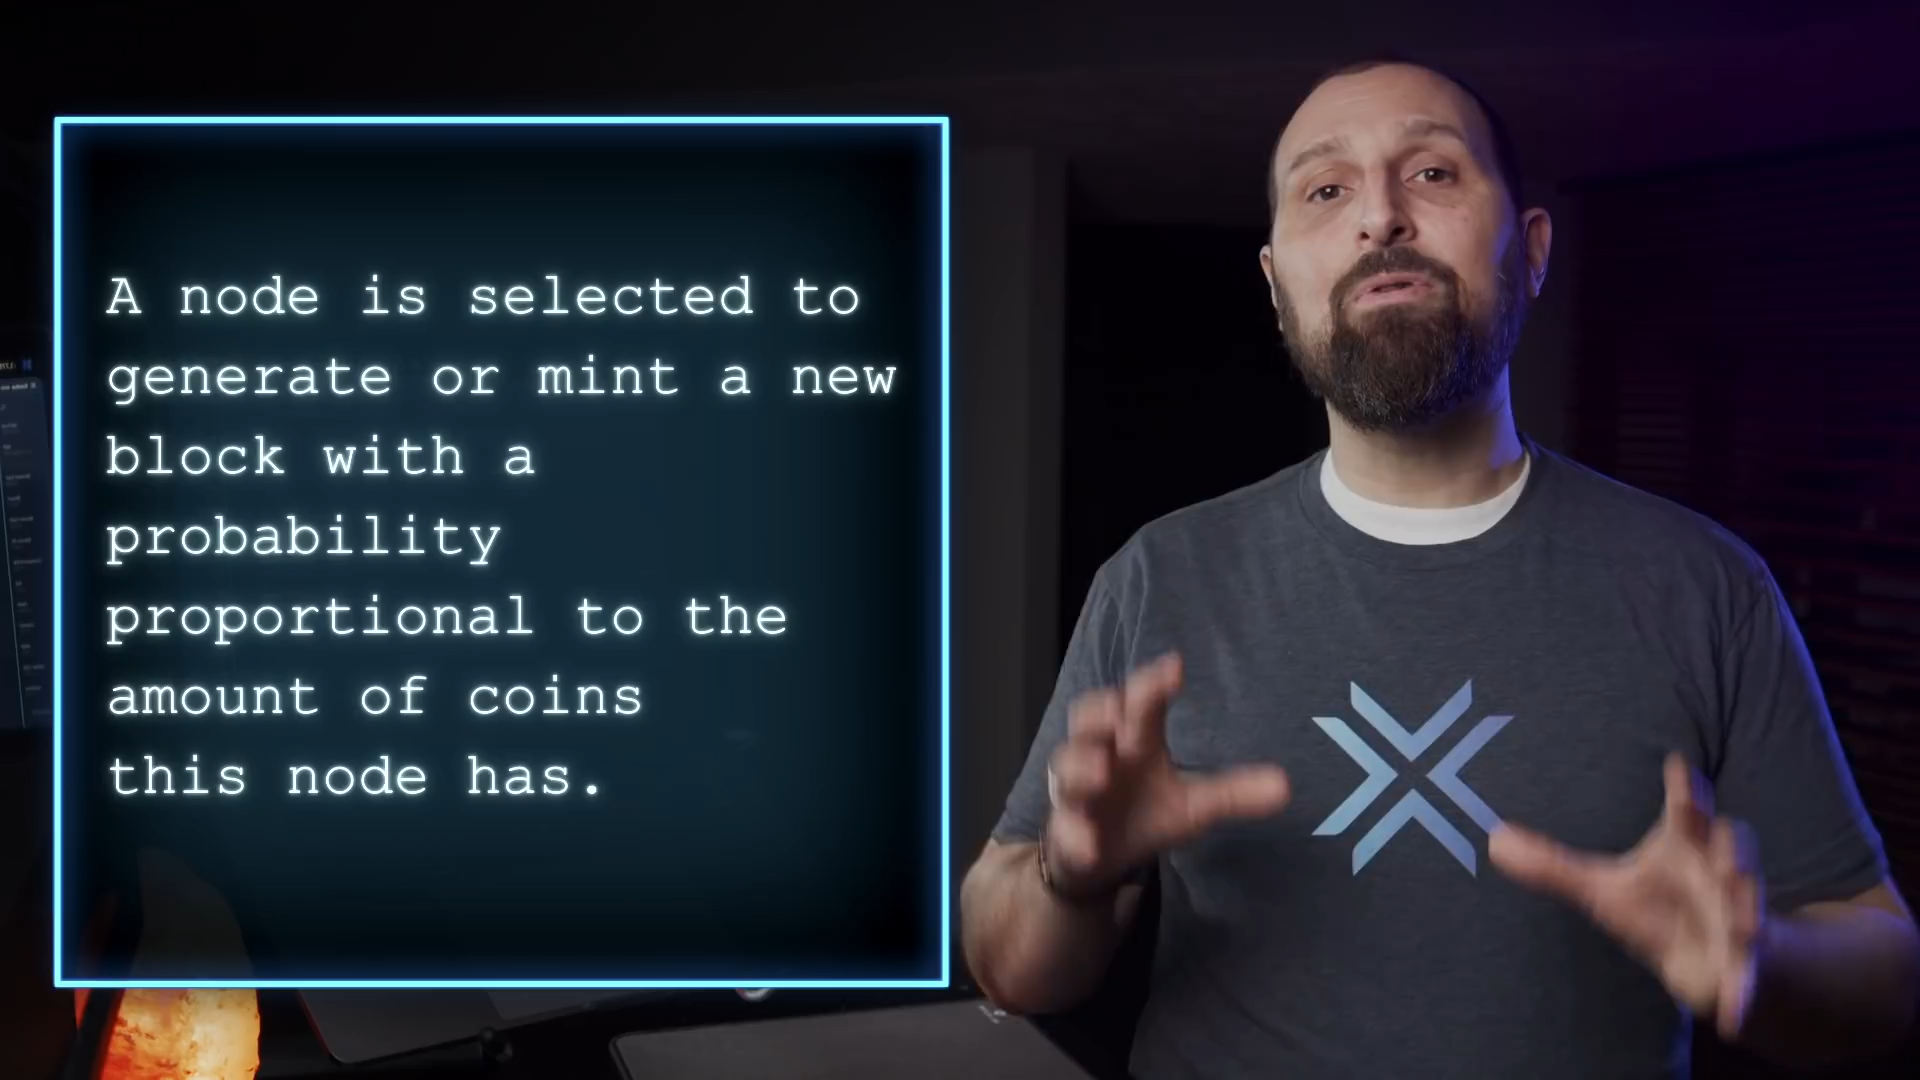 A node is selected to
generate or mint a new
block with a
probability
proportional to the
amount of coins
this node has.